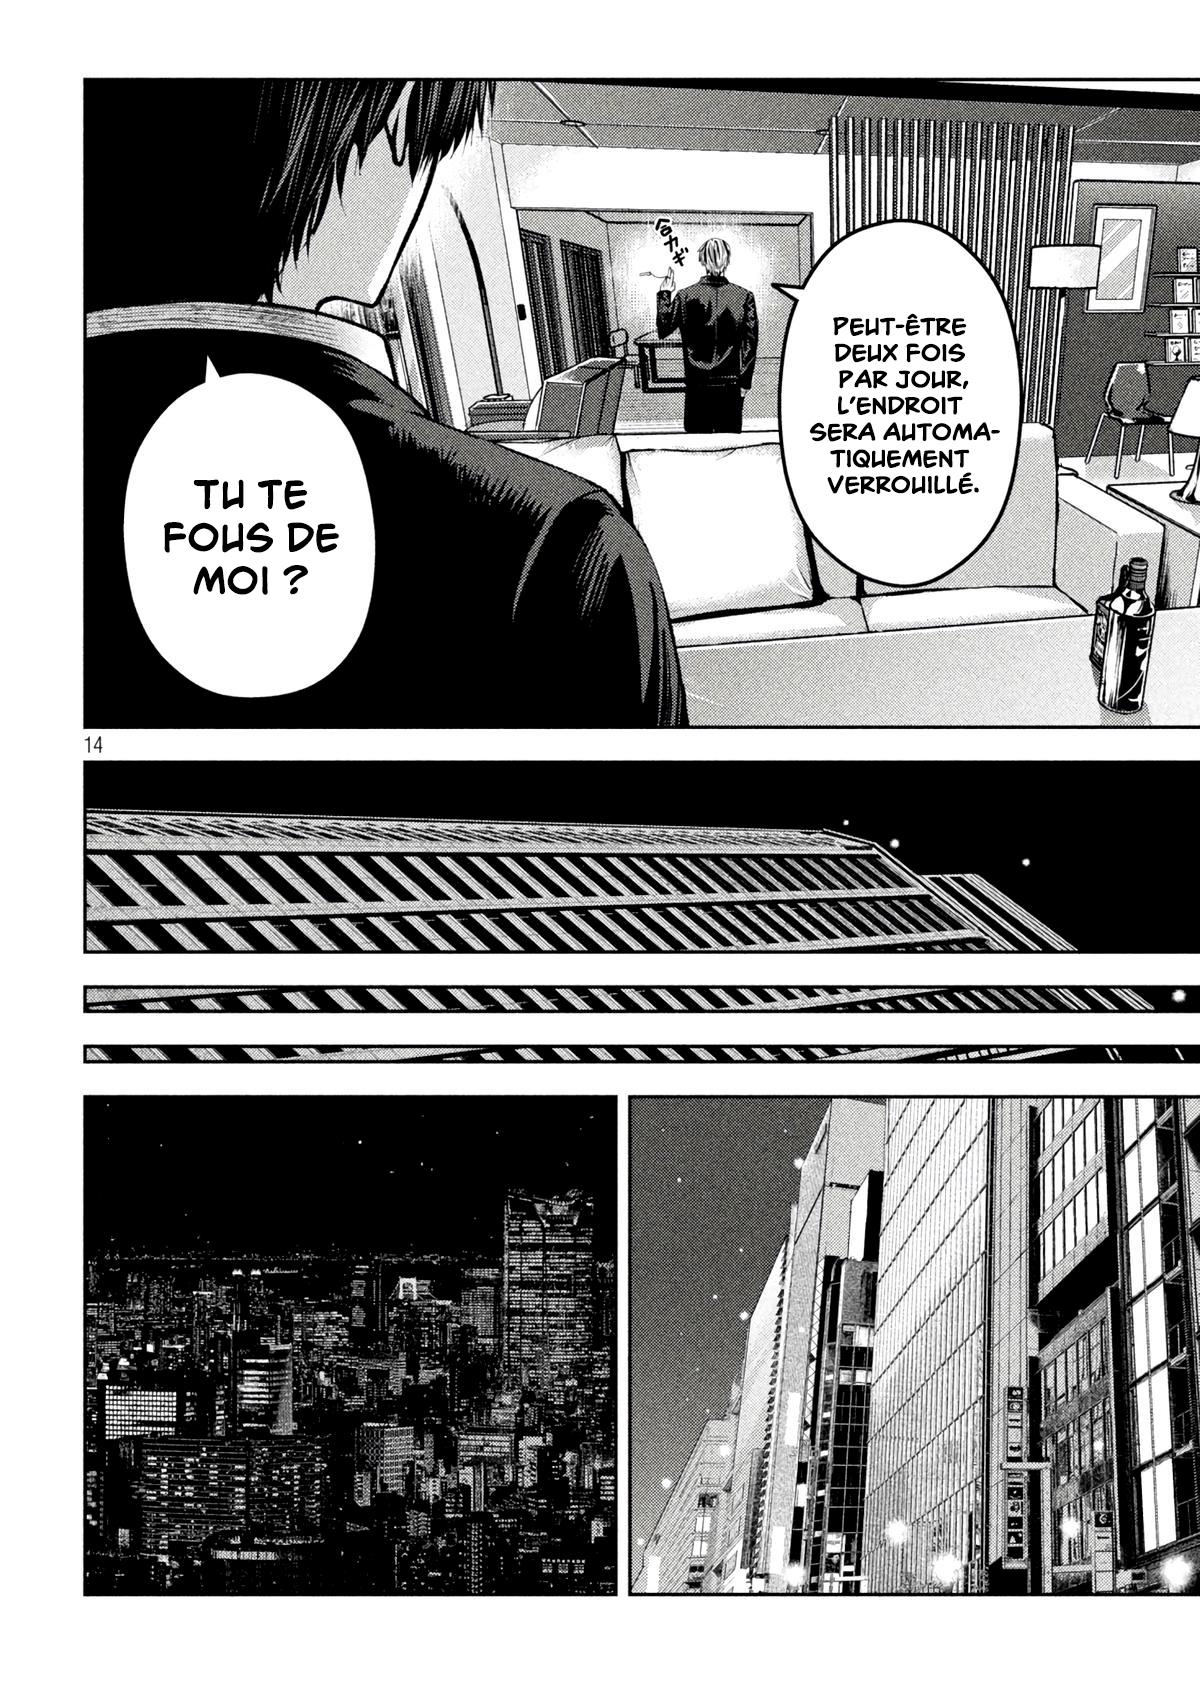 PEUT-ÊTRE
DEUX FOIS
PAR JOUR,
L'ENDROIT
SERA AUTOMA-
TIQUEMENT
VERROUILLÉ.
TU TE
FOUS DE
MOI ?
14